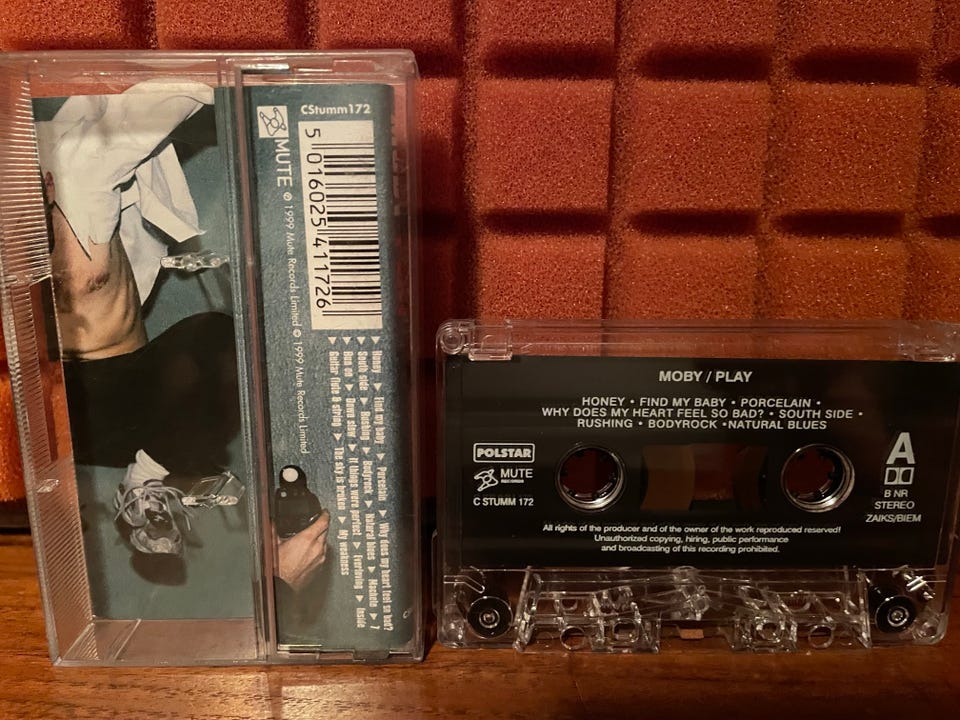 CStumm172
MUTE ℗ 1999 Mute Records Limited © 1999 Mute Records Limited
5 016025 411726
▶ Honey ▶ Find my baby ▶ Porcelain ▶ Why does my heart feel so bad?
▶ South side ▶ Rushing ▶ Bodyrock ▶ Natural blues ▶ Machete ▶ 7
▶ Run on ▶ Down slow ▶ If things were perfect ▶ Everloving ▶ Inside
▶ Guitar flute & string ▶ The sky is broken ▶ My weakness
MOBY / PLAY
HONEY • FIND MY BABY • PORCELAIN •
WHY DOES MY HEART FEEL SO BAD? • SOUTH SIDE •
RUSHING • BODYROCK •NATURAL BLUES
POLSTAR
MUTE
RECORDS
C STUMM 172
A
B NR
STEREO
ZAIKS/BIEM
All rights of the producer and of the owner of the work reproduced reserved!
Unauthorized copying, hiring, public performance
and broadcasting of this recording prohibited.